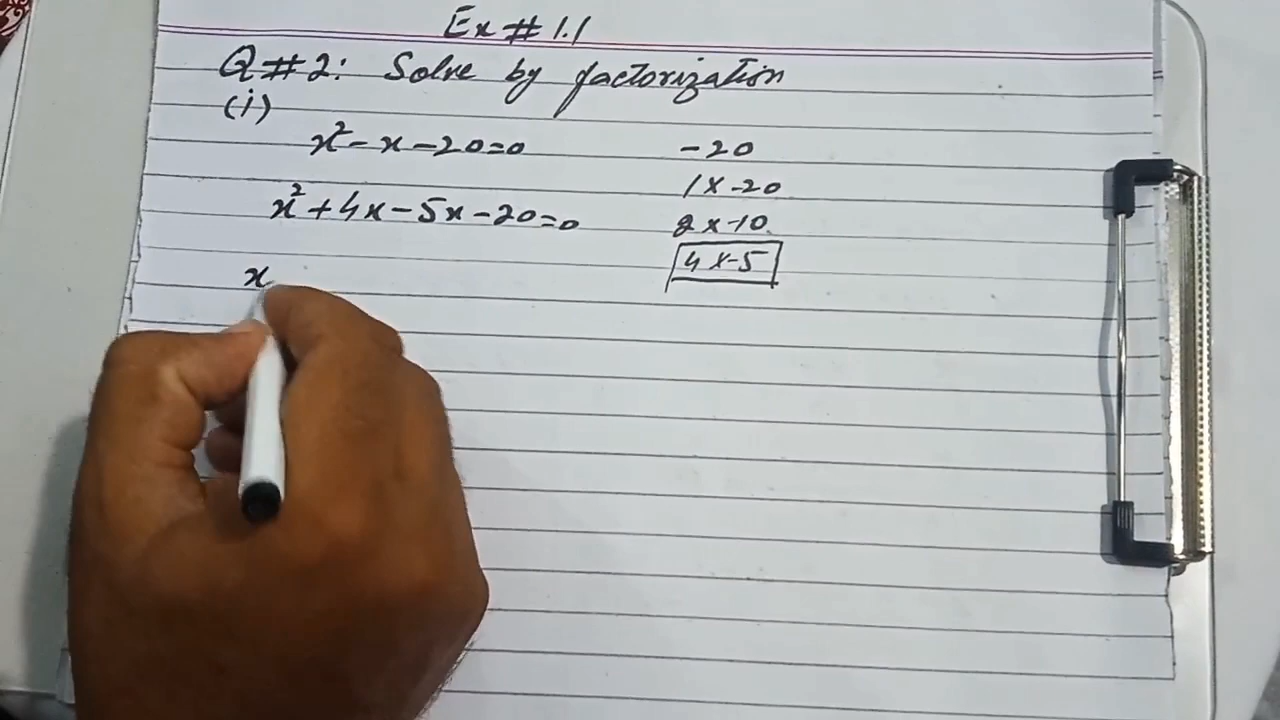 Ex # 1.1
Q # 2: Solve by factorization
(i)
x² - x - 20 = 0
x² + 4x - 5x - 20 = 0
x
-20
1 x -20
2 x -10
4 x -5